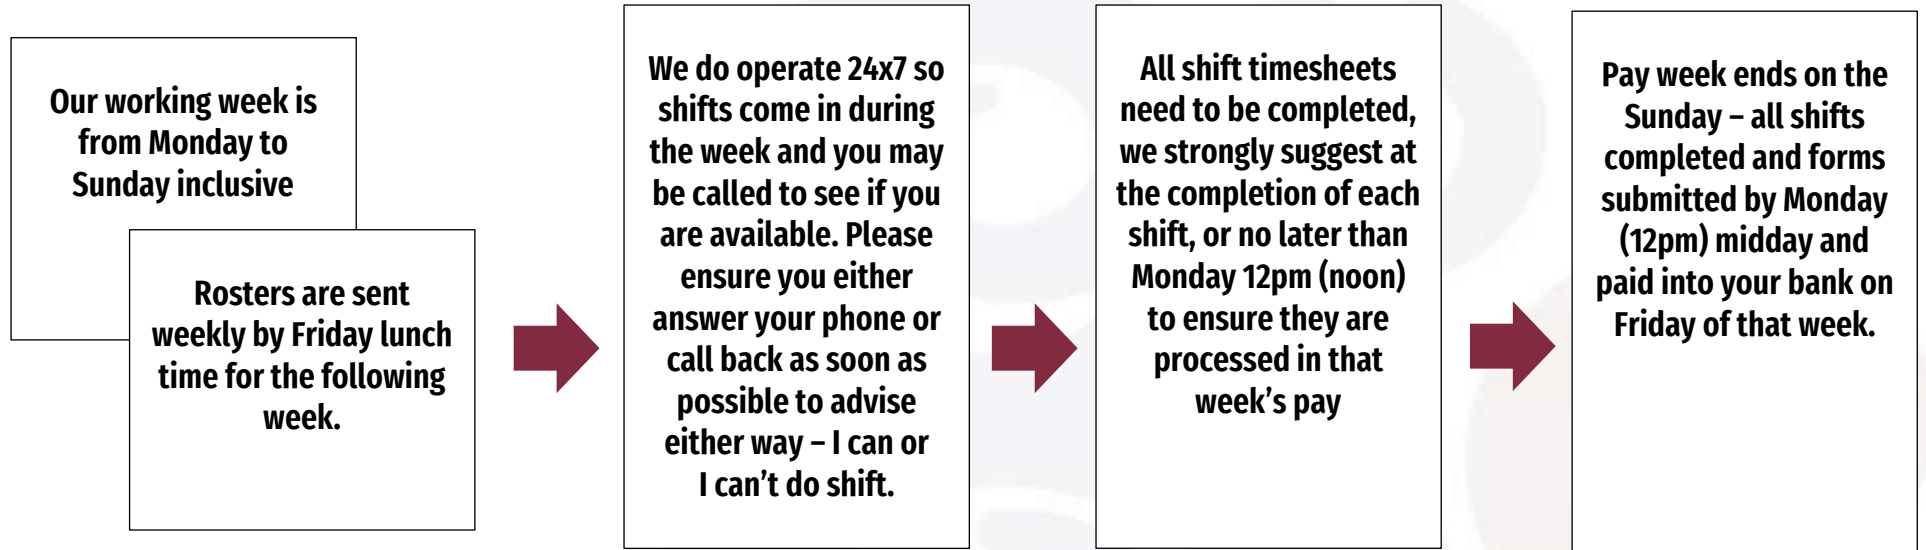 Our working week is
from Monday to
Sunday inclusive
Rosters are sent
weekly by Friday lunch
time for the following
week.
We do operate 24x7 so
shifts come in during
the week and you may
be called to see if you
are available. Please
ensure you either
answer your phone or
call back as soon as
possible to advise
either way – I can or
I can’t do shift.
All shift timesheets
need to be completed,
we strongly suggest at
the completion of each
shift, or no later than
Monday 12pm (noon)
to ensure they are
processed in that
week’s pay
Pay week ends on the
Sunday – all shifts
completed and forms
submitted by Monday
(12pm) midday and
paid into your bank on
Friday of that week.